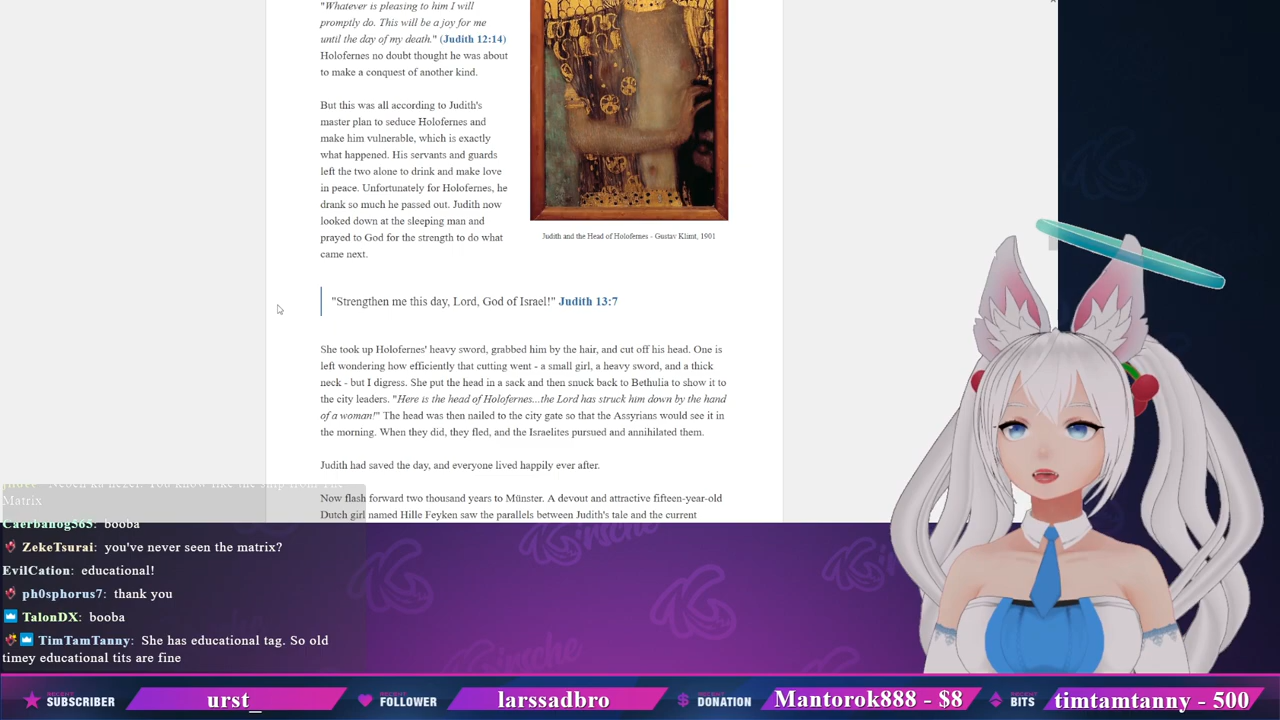 "Whatever is pleasing to him I will
promptly do. This will be a joy for me
until the day of my death." (Judith 12:14)
Holofernes no doubt thought he was about
to make a conquest of another kind.
But this was all according to Judith's
master plan to seduce Holofernes and
make him vulnerable, which is exactly
what happened. His servants and guards
left the two alone to drink and make love
in peace. Unfortunately for Holofernes, he
drank so much he passed out. Judith now
looked down at the sleeping man and
prayed to God for the strength to do what
came next.
Judith and the Head of Holofernes - Gustav Klimt, 1901
"Strengthen me this day, Lord, God of Israel!" Judith 13:7
She took up Holofernes' heavy sword, grabbed him by the hair, and cut off his head. One is
left wondering how efficiently that cutting went - a small girl, a heavy sword, and a thick
neck - but I digress. She put the head in a sack and then snuck back to Bethulia to show it to
the city leaders. "Here is the head of Holofernes...the Lord has struck him down by the hand
of a woman!" The head was then nailed to the city gate so that the Assyrians would see it in
the morning. When they did, they fled, and the Israelites pursued and annihilated them.
Judith had saved the day, and everyone lived happily ever after.
Now flash forward two thousand years to Münster. A devout and attractive fifteen-year-old
Dutch girl named Hille Feyken saw the parallels between Judith's tale and the current
You know like the ship from The
Matrix
Caerbanog565: booba
ZekeTsurai: you've never seen the matrix?
EvilCation: educational!
ph0sphorus7: thank you
TalonDX: booba
TimTamTanny: She has educational tag. So old
timey educational tits are fine
RECENT SUBSCRIBER urst_
RECENT FOLLOWER larssadbro
RECENT DONATION Mantorok888 - $8
RECENT BITS timtamtanny - 500